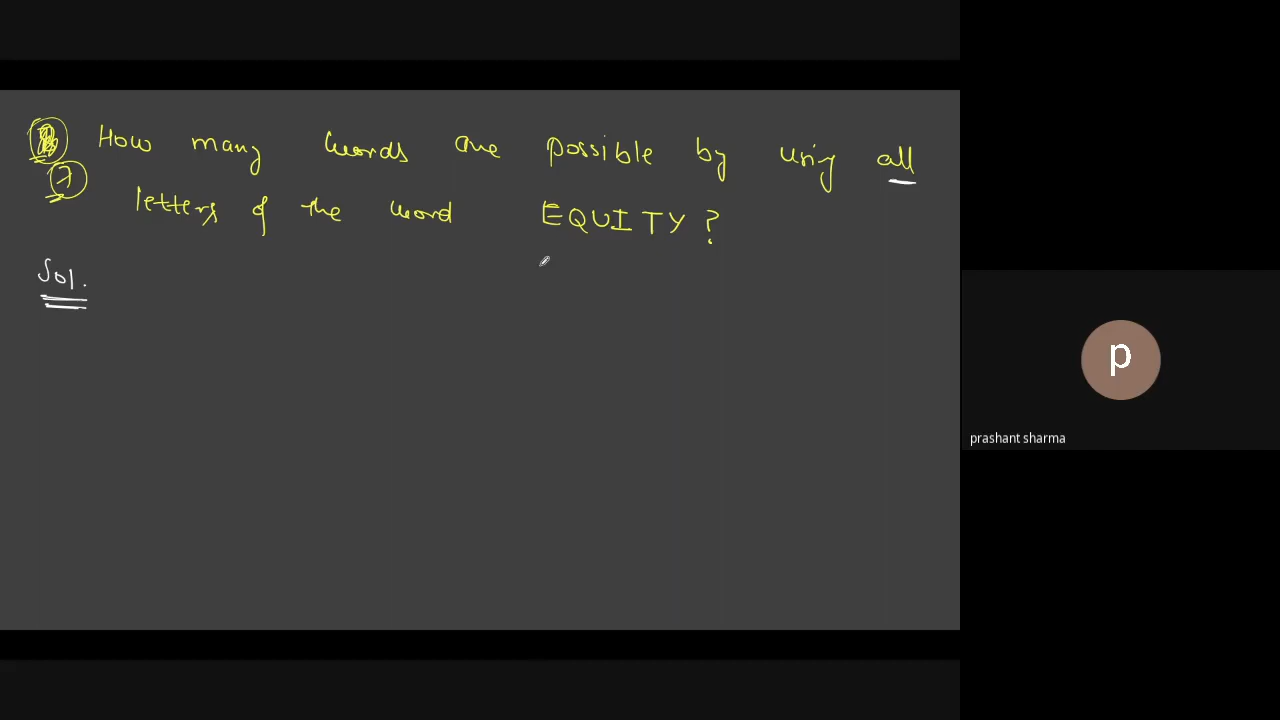 How many words are possible by using all
7 letters of the word EQUITY?
Sol.
p
prashant sharma